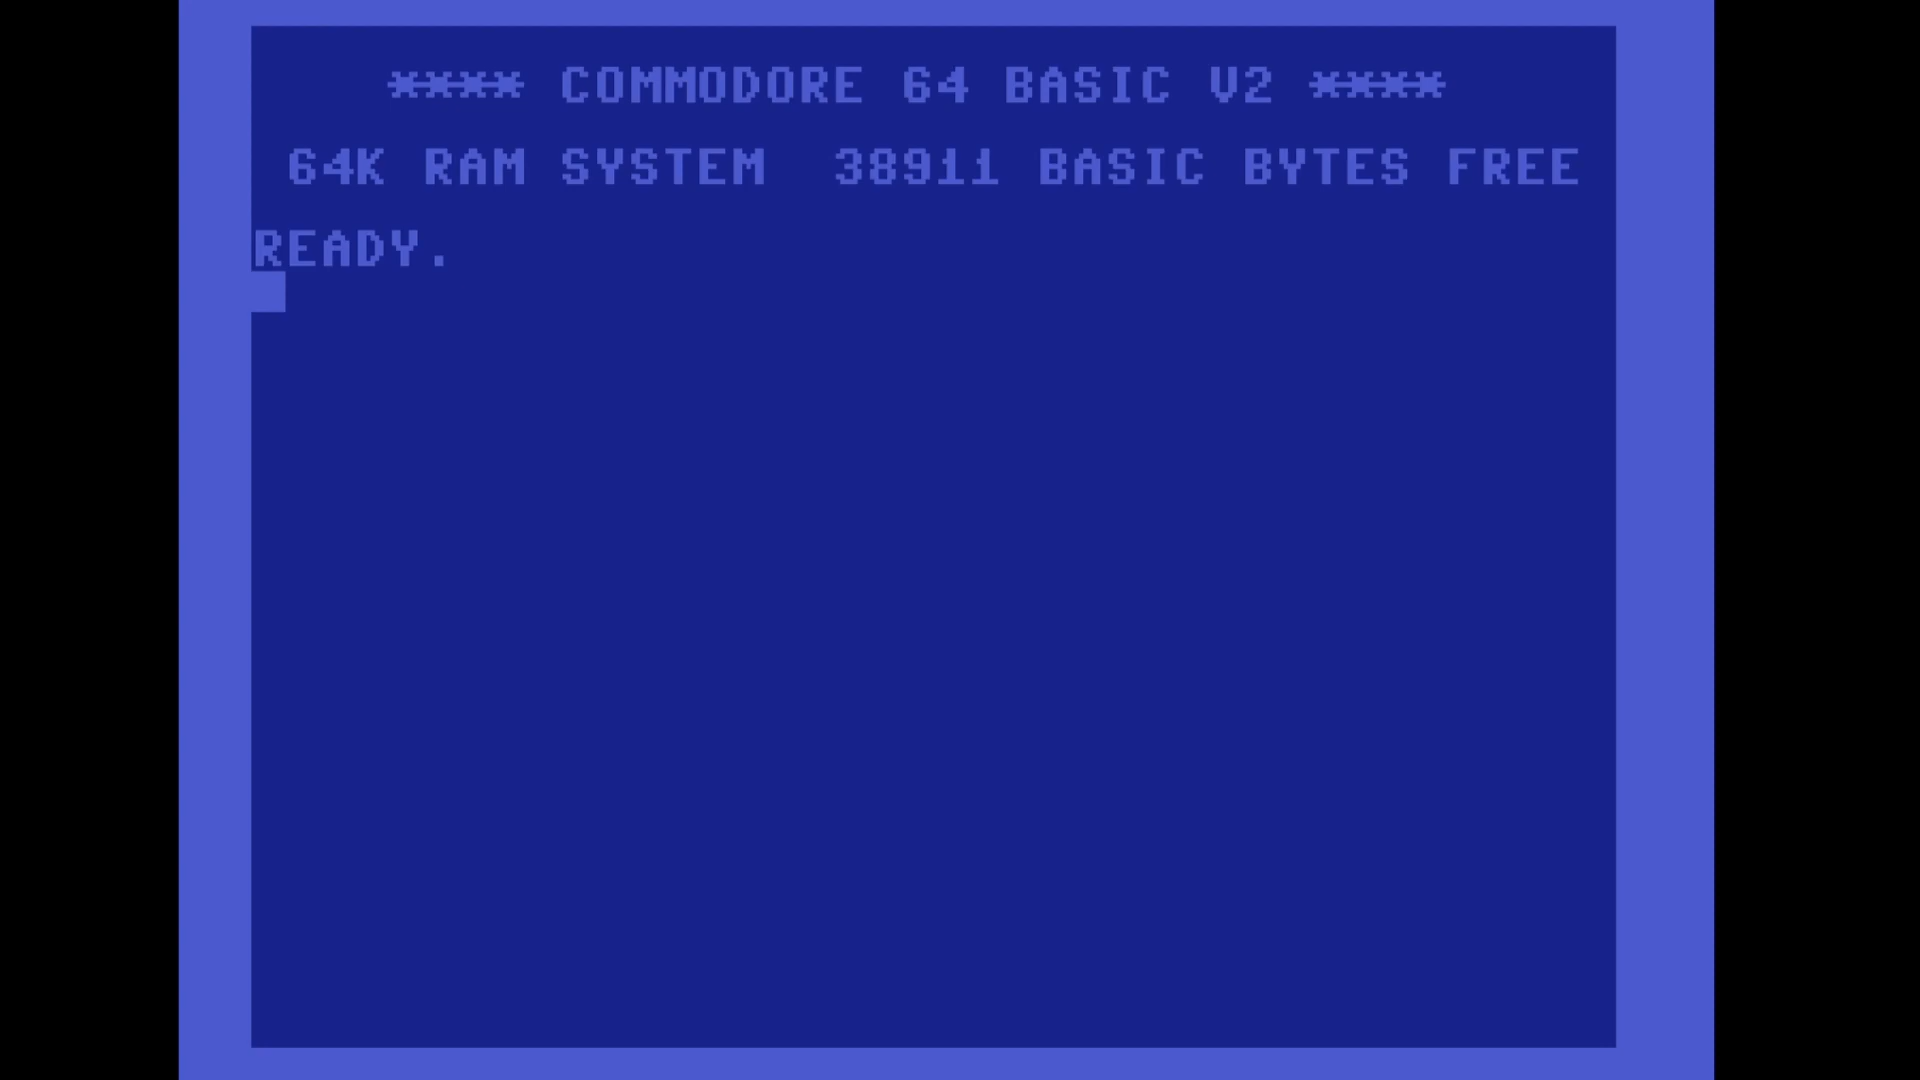 **** COMMODORE 64 BASIC V2 ****
64K RAM SYSTEM  38911 BASIC BYTES FREE
READY.